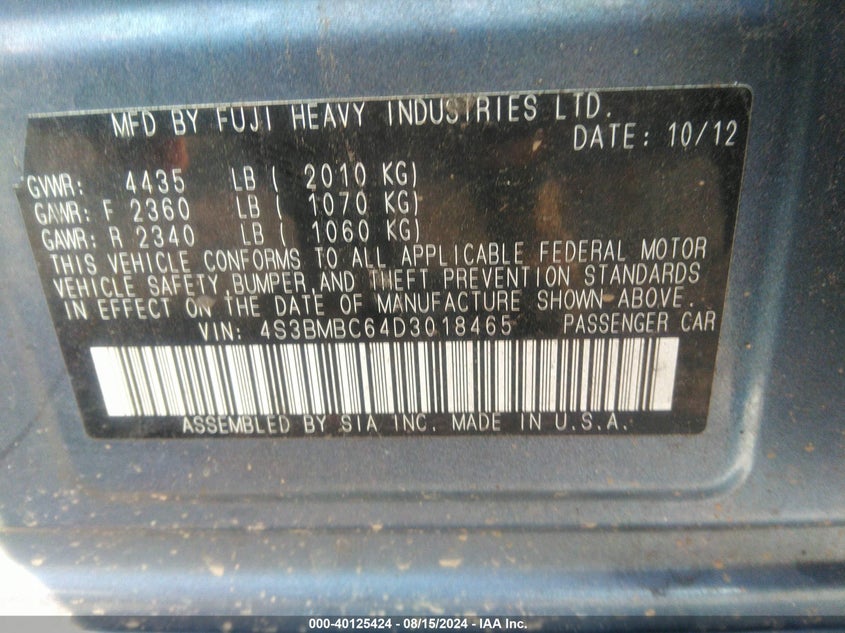 MFD BY FUJI HEAVY INDUSTRIES LTD.
DATE: 10/12
GVWR: 4435 LB ( 2010 KG)
GAWR: F 2360 LB ( 1070 KG)
GAWR: R 2340 LB ( 1060 KG)
THIS VEHICLE CONFORMS TO ALL APPLICABLE FEDERAL MOTOR
VEHICLE SAFETY BUMPER AND THEFT PREVENTION STANDARDS
IN EFFECT ON THE DATE OF MANUFACTURE SHOWN ABOVE.
VIN: 4S3BMBC64D3018465 PASSENGER CAR
ASSEMBLED BY SIA INC. MADE IN U.S.A.
000-40125424 - 08/15/2024 - IAA Inc.